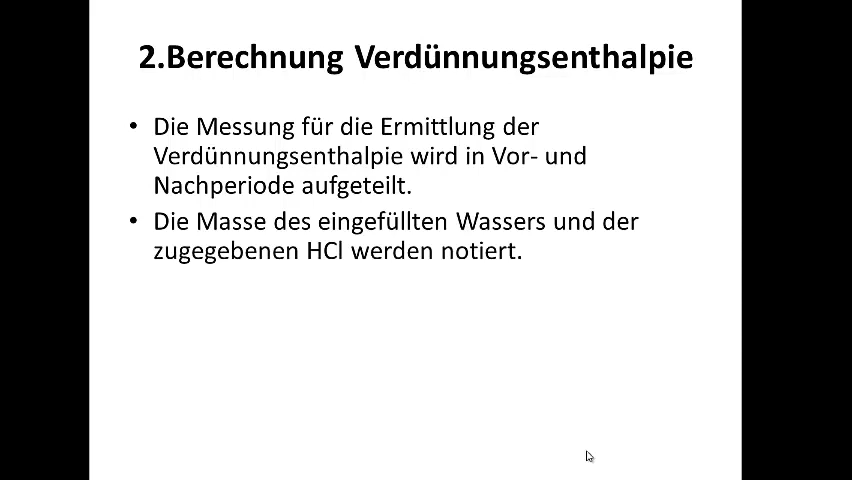 2.Berechnung Verdünnungsenthalpie
• Die Messung für die Ermittlung der
Verdünnungsenthalpie wird in Vor- und
Nachperiode aufgeteilt.
• Die Masse des eingefüllten Wassers und der
zugegebenen HCl werden notiert.